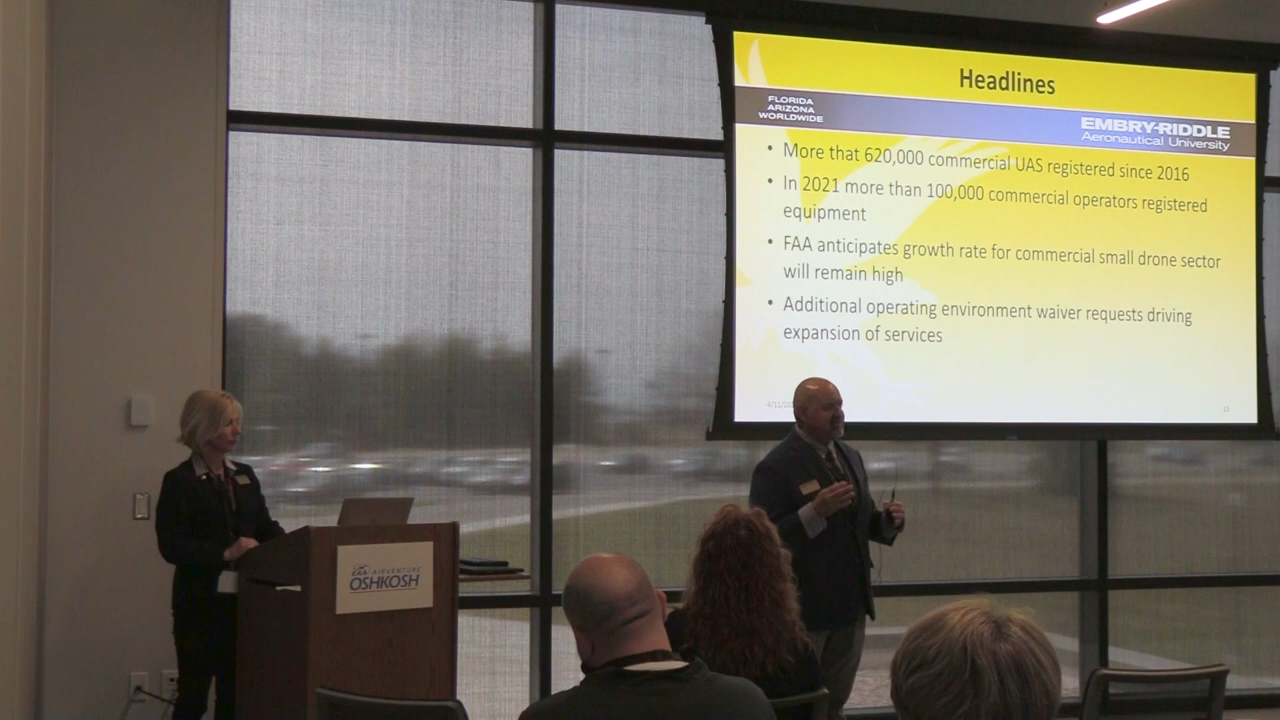 Headlines
FLORIDA
ARIZONA
WORLDWIDE
EMBRY-RIDDLE
Aeronautical University
• More that 620,000 commercial UAS registered since 2016
• In 2021 more than 100,000 commercial operators registered
equipment
• FAA anticipates growth rate for commercial small drone sector
will remain high
• Additional operating environment waiver requests driving
expansion of services
EAA AIRVENTURE
OSHKOSH